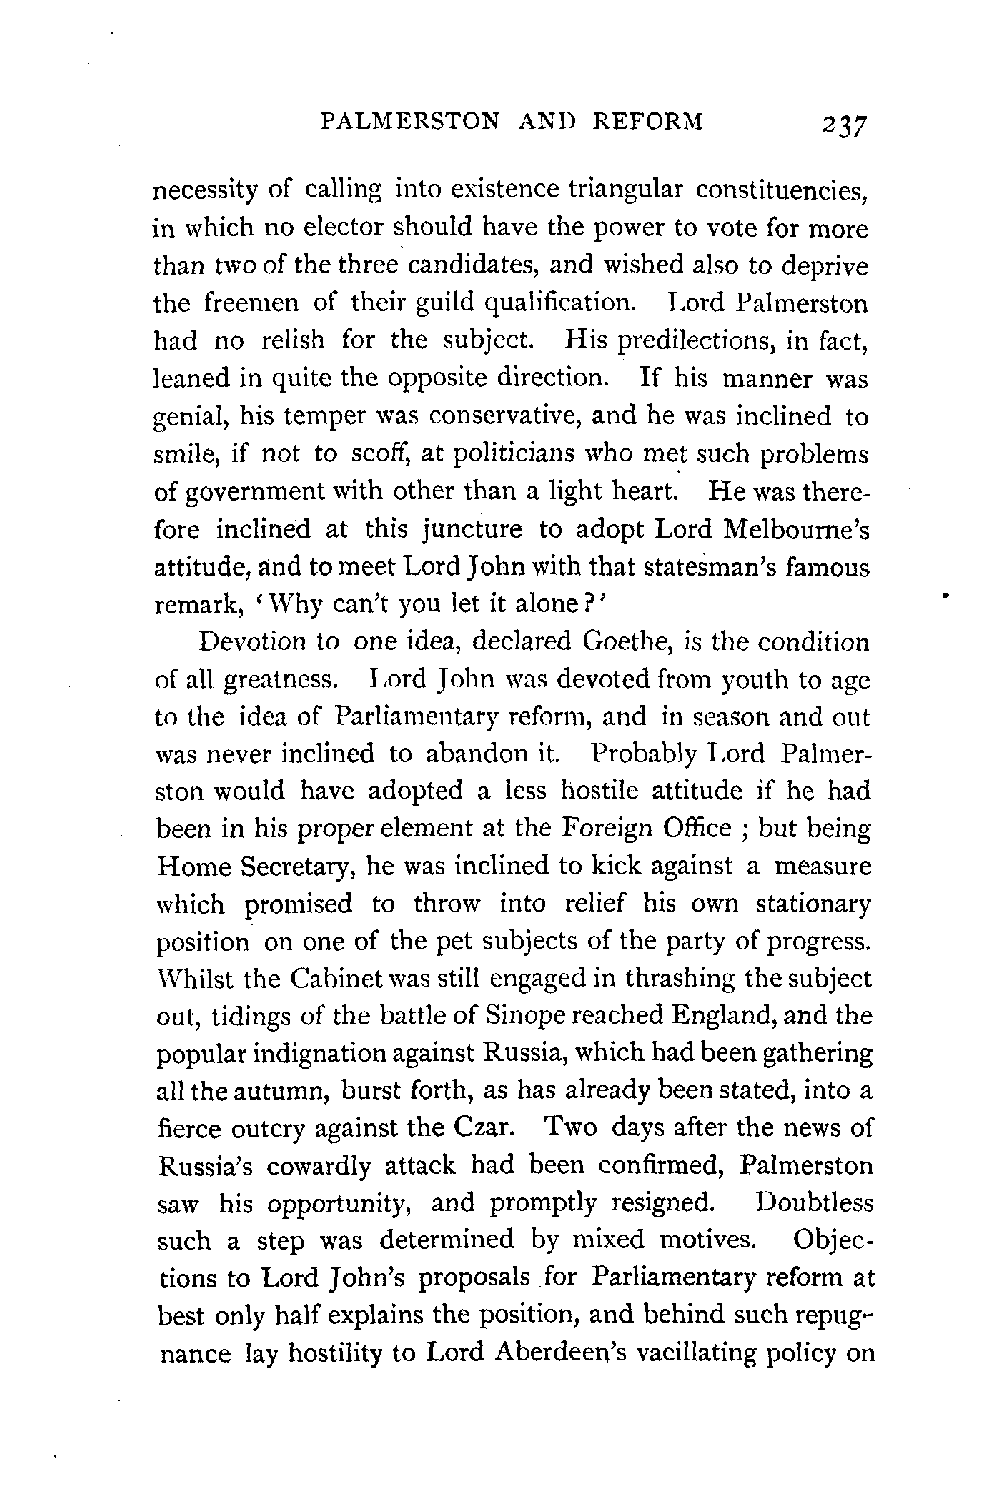 PALMERSTON AND REFORM 237
necessity of calling into existence triangular constituencies,
in which no elector should have the power to vote for more
than two of the three candidates, and wished also to deprive
the freemen of their guild qualification. Lord Palmerston
had no relish for the subject. His predilections, in fact,
leaned in quite the opposite direction. If his manner was
genial, his temper was conservative, and he was inclined to
smile, if not to scoff, at politicians who met such problems
of government with other than a light heart. He was there-
fore inclined at this juncture to adopt Lord Melbourne's
attitude, and to meet Lord John with that statesman's famous
remark, ‘Why can't you let it alone?’
Devotion to one idea, declared Goethe, is the condition
of all greatness. Lord John was devoted from youth to age
to the idea of Parliamentary reform, and in season and out
was never inclined to abandon it. Probably Lord Palmer-
ston would have adopted a less hostile attitude if he had
been in his proper element at the Foreign Office ; but being
Home Secretary, he was inclined to kick against a measure
which promised to throw into relief his own stationary
position on one of the pet subjects of the party of progress.
Whilst the Cabinet was still engaged in thrashing the subject
out, tidings of the battle of Sinope reached England, and the
popular indignation against Russia, which had been gathering
all the autumn, burst forth, as has already been stated, into a
fierce outcry against the Czar. Two days after the news of
Russia's cowardly attack had been confirmed, Palmerston
saw his opportunity, and promptly resigned. Doubtless
such a step was determined by mixed motives. Objec-
tions to Lord John's proposals for Parliamentary reform at
best only half explains the position, and behind such repug-
nance lay hostility to Lord Aberdeen's vacillating policy on